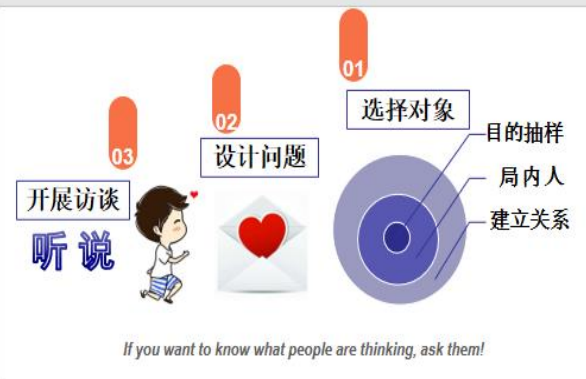 01
选择对象
目的抽样
局内人
建立关系
02
设计问题
03
开展访谈
听 说
If you want to know what people are thinking, ask them!